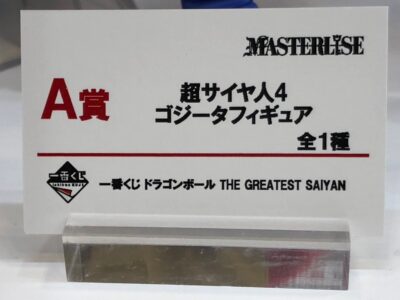 MASTERLISE
A賞
超サイヤ人4
ゴジータフィギュア
全1種
一番くじ
一番くじ ドラゴンボール THE GREATEST SAIYAN